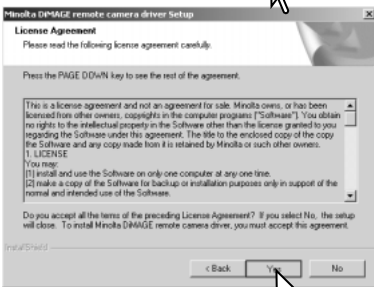 Minolta DiMAGE remote camera driver Setup
License Agreement
Please read the following license agreement carefully.
Press the PAGE DOWN key to see the rest of the agreement.
This is a license agreement and not an agreement for sale. Minolta owns, or has been
licensed from other owners, copyrights in the computer programs ("Software"). You obtain
no rights to the intellectual property in the Software other than the license granted to you
regarding the Software under this agreement. The title to the enclosed copy of the copy
the Software and any copy made from it is retained by Minolta or such other owners.
1. LICENSE
You may:
[1] install and use the Software on only one computer at any one time.
[2] make a copy of the Software for backup or installation purposes only in support of the
normal and intended use of the Software.
Do you accept all the terms of the preceding License Agreement? If you select No, the setup
will close. To install Minolta DiMAGE remote camera driver, you must accept this agreement.
InstallShield
< Back Yes No